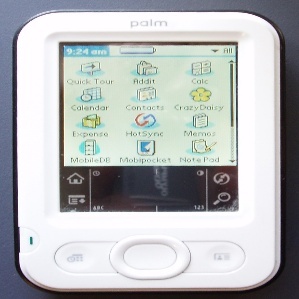 palm
9:24 am All
Quick Tour Addit Calc
Calendar Contacts CrazyDaisy
Expense HotSync Memos
MobileDB Mobipocket Note Pad
ABC 123